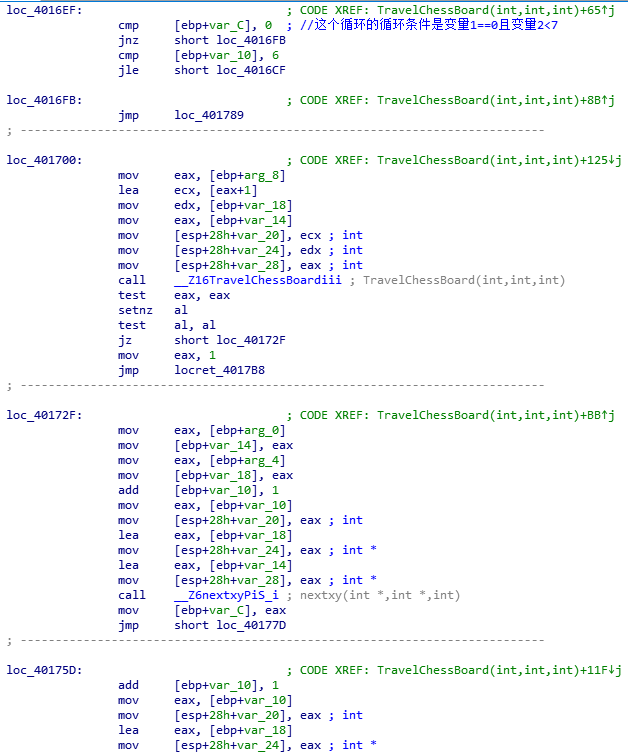 loc_4016EF: ; CODE XREF: TravelChessBoard(int,int,int)+65↑j
cmp [ebp+var_C], 0 ; //这个循环的循环条件是变量1==0且变量2<7
jnz short loc_4016FB
cmp [ebp+var_10], 6
jle short loc_4016CF
loc_4016FB: ; CODE XREF: TravelChessBoard(int,int,int)+8B↑j
jmp loc_401789
; ---------------------------------------------------------------------------
loc_401700: ; CODE XREF: TravelChessBoard(int,int,int)+125↓j
mov eax, [ebp+arg_8]
lea ecx, [eax+1]
mov edx, [ebp+var_18]
mov eax, [ebp+var_14]
mov [esp+28h+var_20], ecx ; int
mov [esp+28h+var_24], edx ; int
mov [esp+28h+var_28], eax ; int
call __Z16TravelChessBoardiii ; TravelChessBoard(int,int,int)
test eax, eax
setnz al
test al, al
jz short loc_40172F
mov eax, 1
jmp locret_4017B8
; ---------------------------------------------------------------------------
loc_40172F: ; CODE XREF: TravelChessBoard(int,int,int)+BB↑j
mov eax, [ebp+arg_0]
mov [ebp+var_14], eax
mov eax, [ebp+arg_4]
mov [ebp+var_18], eax
add [ebp+var_10], 1
mov eax, [ebp+var_10]
mov [esp+28h+var_20], eax ; int
lea eax, [ebp+var_18]
mov [esp+28h+var_24], eax ; int *
lea eax, [ebp+var_14]
mov [esp+28h+var_28], eax ; int *
call __Z6nextxyPiS_i ; nextxy(int *,int *,int)
mov [ebp+var_C], eax
jmp short loc_40177D
; ---------------------------------------------------------------------------
loc_40175D: ; CODE XREF: TravelChessBoard(int,int,int)+11F↓j
add [ebp+var_10], 1
mov eax, [ebp+var_10]
mov [esp+28h+var_20], eax ; int
lea eax, [ebp+var_18]
mov [esp+28h+var_24], eax ; int *